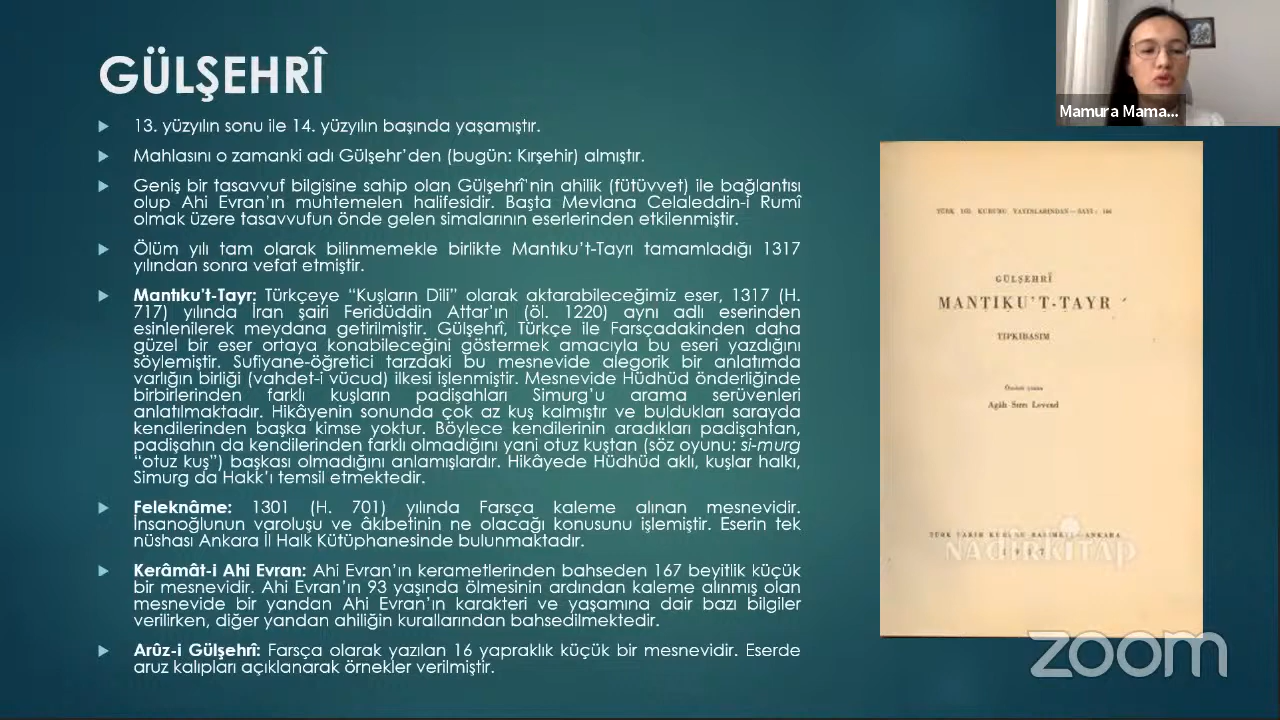 GÜLŞEHRÎ
13. yüzyılın sonu ile 14. yüzyılın başında yaşamıştır.
Mahlasını o zamanki adı Gülşehr’den (bugün: Kırşehir) almıştır.
Geniş bir tasavvuf bilgisine sahip olan Gülşehrî’nin ahilik (fütüvvet) ile bağlantısı
olup Ahi Evran’ın muhtemelen halifesidir. Başta Mevlana Celaleddin-i Rumî
olmak üzere tasavvufun önde gelen simalarının eserlerinden etkilenmiştir.
Ölüm yılı tam olarak bilinmemekle birlikte Mantıku’t-Tayrı tamamladığı 1317
yılından sonra vefat etmiştir.
Mantıku’t-Tayr: Türkçeye “Kuşların Dili” olarak aktarabileceğimiz eser, 1317 (H.
717) yılında İran şairi Feridüddin Attar’ın (öl. 1220) aynı adlı eserinden
esinlenilerek meydana getirilmiştir. Gülşehrî, Türkçe ile Farsçadakinden daha
güzel bir eser ortaya konabileceğini göstermek amacıyla bu eseri yazdığını
söylemiştir. Sufiyane-öğretici tarzdaki bu mesnevide alegorik bir anlatımda
varlığın birliği (vahdet-i vücud) ilkesi işlenmiştir. Mesnevide Hüdhüd önderliğinde
birbirlerinden farklı kuşların padişahları Simurg’u arama serüvenleri
anlatılmaktadır. Hikâyenin sonunda çok az kuş kalmıştır ve buldukları sarayda
kendilerinden başka kimse yoktur. Böylece kendilerinin aradıkları padişahtan,
padişahın da kendilerinden farklı olmadığını yani otuz kuştan (söz oyunu: si-murg
“otuz kuş”) başkası olmadığını anlamışlardır. Hikâyede Hüdhüd aklı, kuşlar halkı,
Simurg da Hakk’ı temsil etmektedir.
Feleknâme: 1301 (H. 701) yılında Farsça kaleme alınan mesnevidir.
İnsanoğlunun varoluşu ve âkıbetinin ne olacağı konusunu işlemiştir. Eserin tek
nüshası Ankara İl Halk Kütüphanesinde bulunmaktadır.
Kerâmât-i Ahi Evran: Ahi Evran’ın kerametlerinden bahseden 167 beyitlik küçük
bir mesnevidir. Ahi Evran’ın 93 yaşında ölmesinin ardından kaleme alınmış olan
mesnevide bir yandan Ahi Evran’ın karakteri ve yaşamına dair bazı bilgiler
verilirken, diğer yandan ahiliğin kurallarından bahsedilmektedir.
Arûz-i Gülşehrî: Farsça olarak yazılan 16 yapraklık küçük bir mesnevidir. Eserde
aruz kalıpları açıklanarak örnekler verilmiştir.
Mamura Mama...
TÜRK DİL KURUMU YAYINLARINDAN — SAYI:
GÜLŞEHRÎ
MANTIKU’T-TAYR
TIPKIBASIM
Önsözü yazan
Agâh Sırrı Levend
TÜRK TARİH KURUMU BASIMEVİ — ANKARA
NADİRKİTAP
zoom